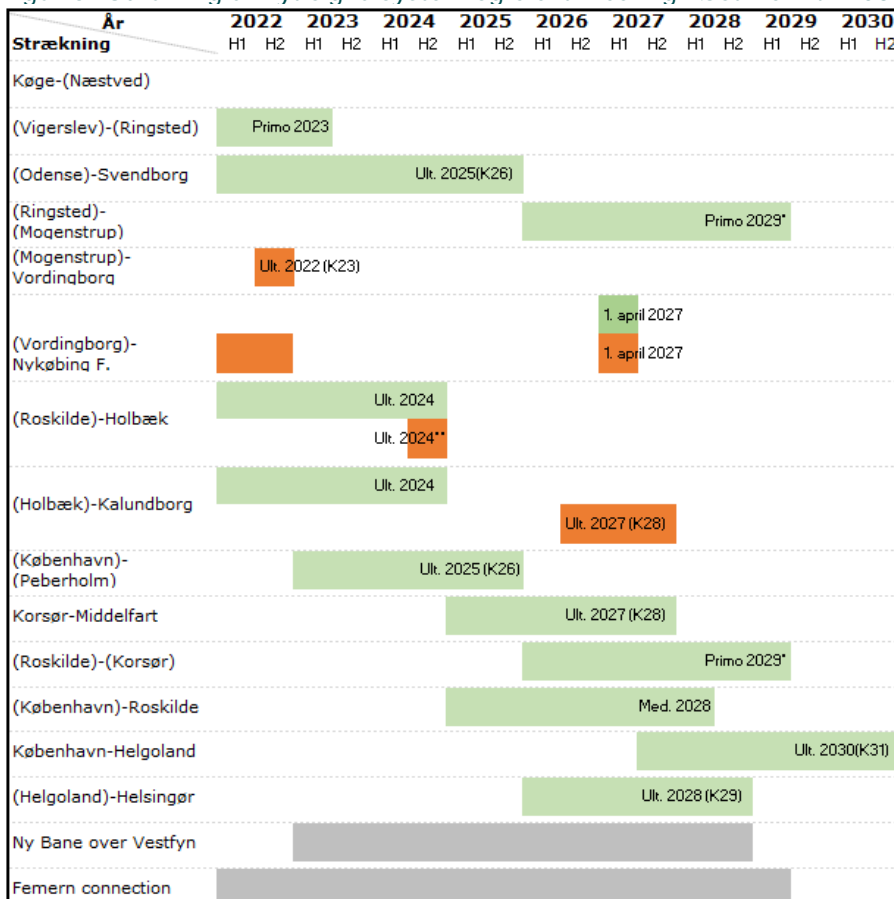 År 2022 2023 2024 2025 2026 2027 2028 2029 2030
Strækning H1 H2 H1 H2 H1 H2 H1 H2 H1 H2 H1 H2 H1 H2 H1 H2 H1 H2
Køge-(Næstved)
(Vigerslev)-(Ringsted) Primo 2023
(Odense)-Svendborg Ult. 2025(K26)
(Ringsted)-
(Mogenstrup) Primo 2029*
(Mogenstrup)-
Vordingborg Ult. 2022 (K23)
1. april 2027
(Vordingborg)-
Nykøbing F. 1. april 2027
Ult. 2024
(Roskilde)-Holbæk
Ult. 2024**
Ult. 2024
(Holbæk)-Kalundborg
Ult. 2027 (K28)
(København)-
(Peberholm) Ult. 2025 (K26)
Korsør-Middelfart Ult. 2027 (K28)
(Roskilde)-(Korsør) Primo 2029*
(København)-Roskilde Med. 2028
København-Helgoland Ult. 2030(K31)
(Helgoland)-Helsingør Ult. 2028 (K29)
Ny Bane over Vestfyn
Femern connection